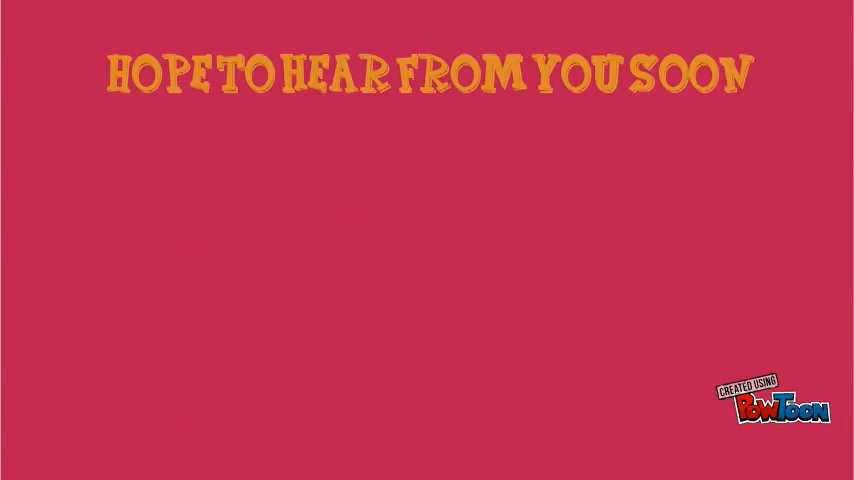 HOPE TO HEAR FROM YOU SOON
CREATED USING
POWTOON